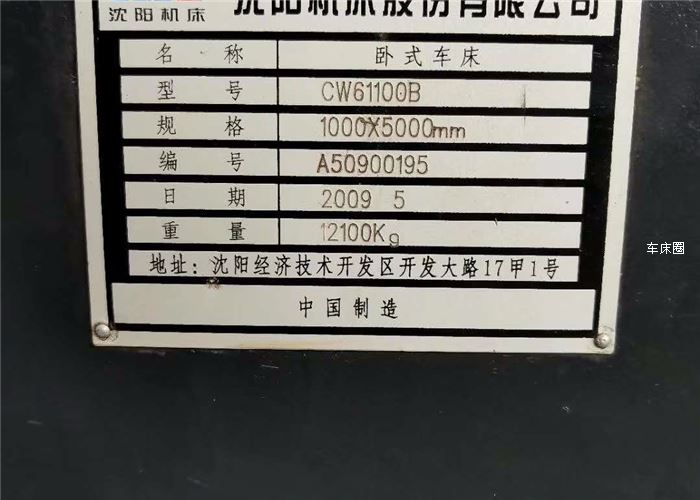 沈阳机床
沈阳机床股份有限公司
名 称 卧式车床
型 号 CW61100B
规 格 1000X5000mm
编 号 A50900195
日 期 2009 5
重 量 12100Kg
地址: 沈阳经济技术开发区开发大路17甲1号
中国制造
车床圈